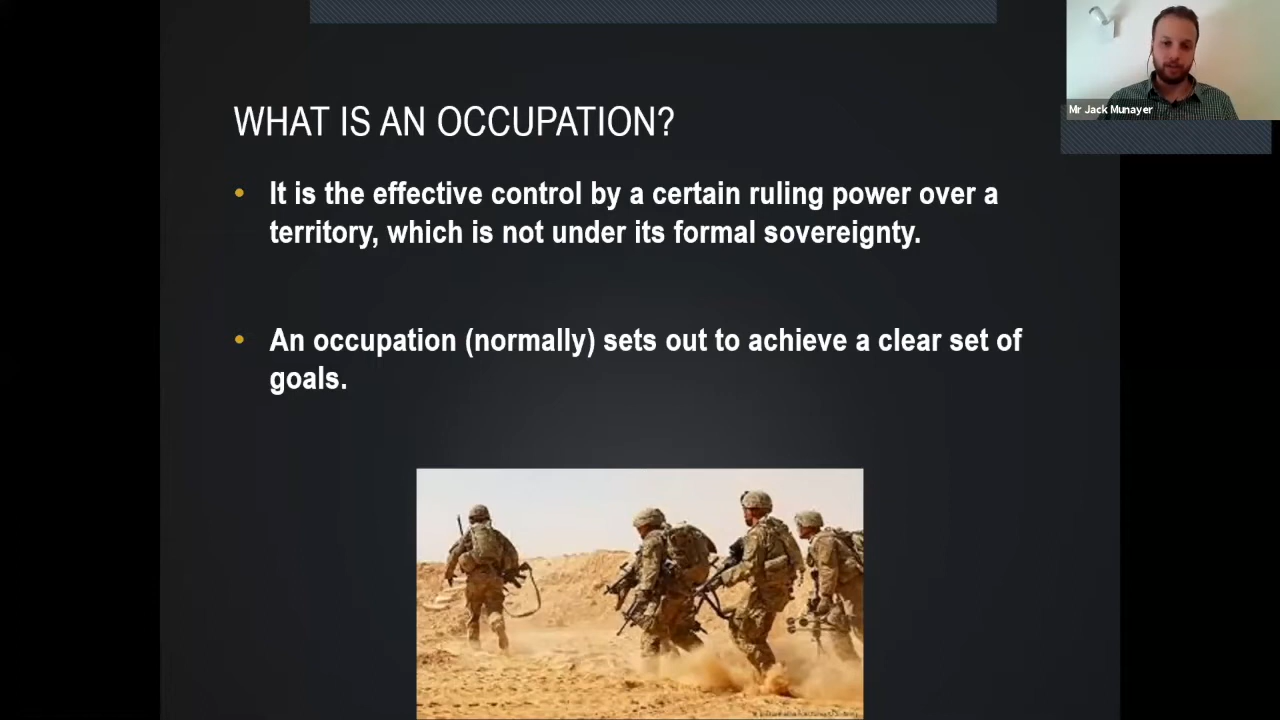 WHAT IS AN OCCUPATION?
Mr Jack Munayer
• It is the effective control by a certain ruling power over a
territory, which is not under its formal sovereignty.
• An occupation (normally) sets out to achieve a clear set of
goals.